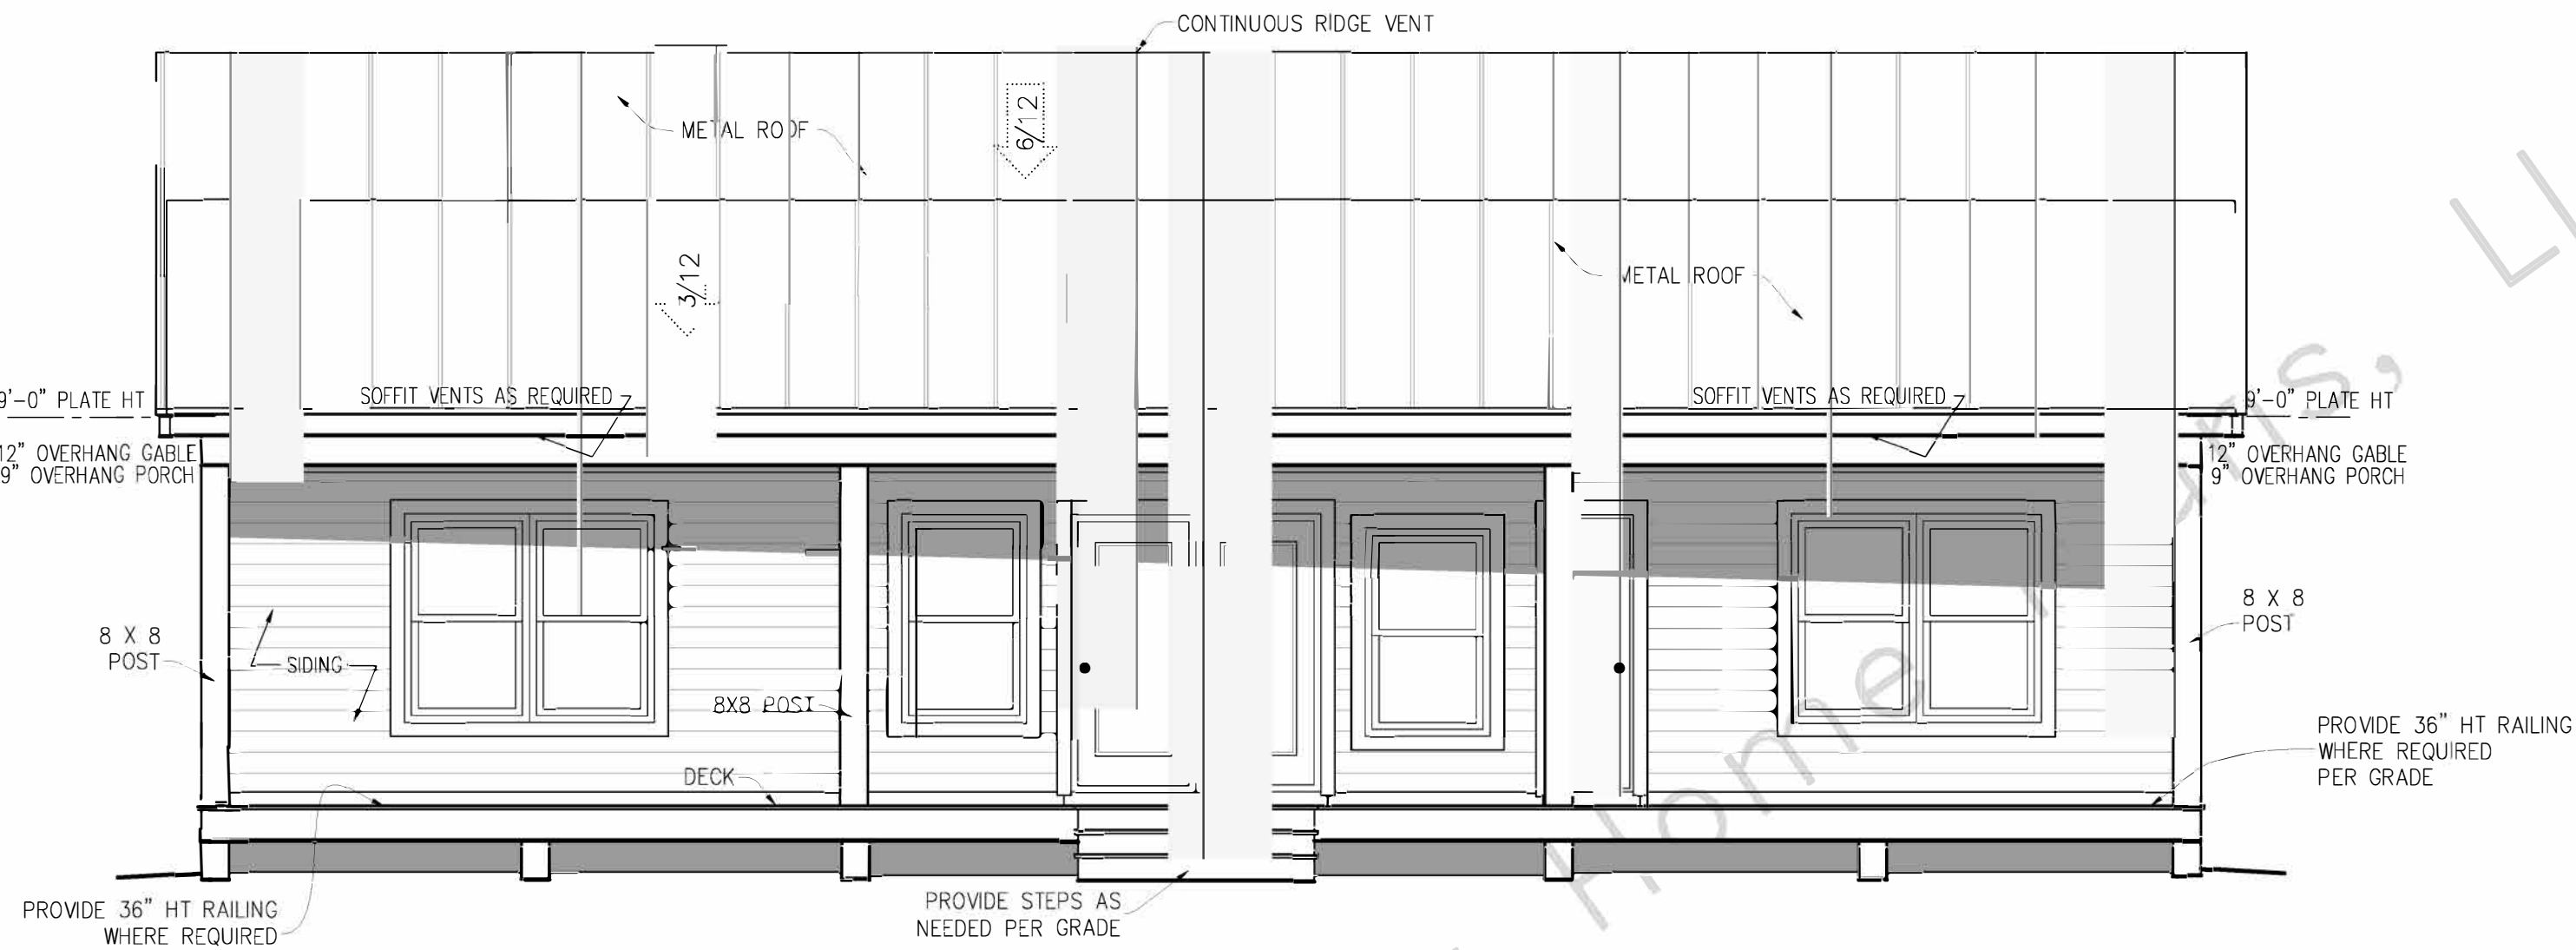 CONTINUOUS RIDGE VENT
METAL ROOF
6/12
3/12
METAL ROOF
9'-0" PLATE HT
SOFFIT VENTS AS REQUIRED
SOFFIT VENTS AS REQUIRED
9'-0" PLATE HT
12" OVERHANG GABLE
9" OVERHANG PORCH
12" OVERHANG GABLE
9" OVERHANG PORCH
8 X 8
POST
SIDING
8X8 POST
8 X 8
POST
DECK
PROVIDE 36" HT RAILING
WHERE REQUIRED
PER GRADE
PROVIDE 36" HT RAILING
WHERE REQUIRED
PROVIDE STEPS AS
NEEDED PER GRADE
Home